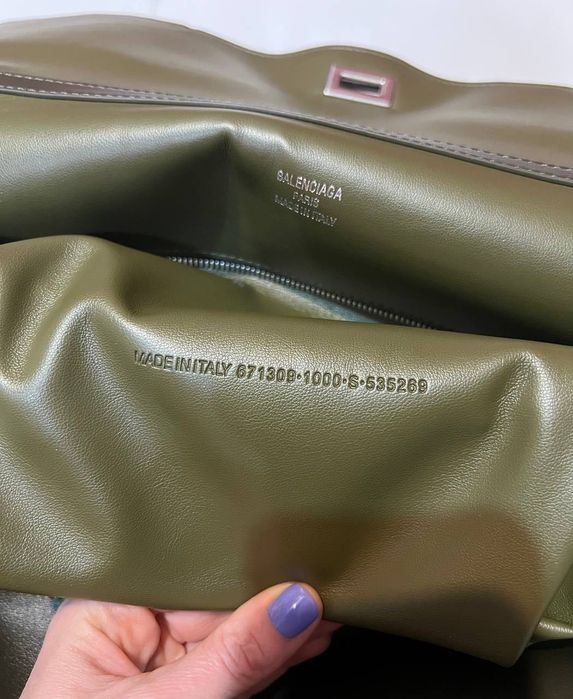 BALENCIAGA
PARIS
MADE IN ITALY
MADE IN ITALY 671309·1000·S·535269